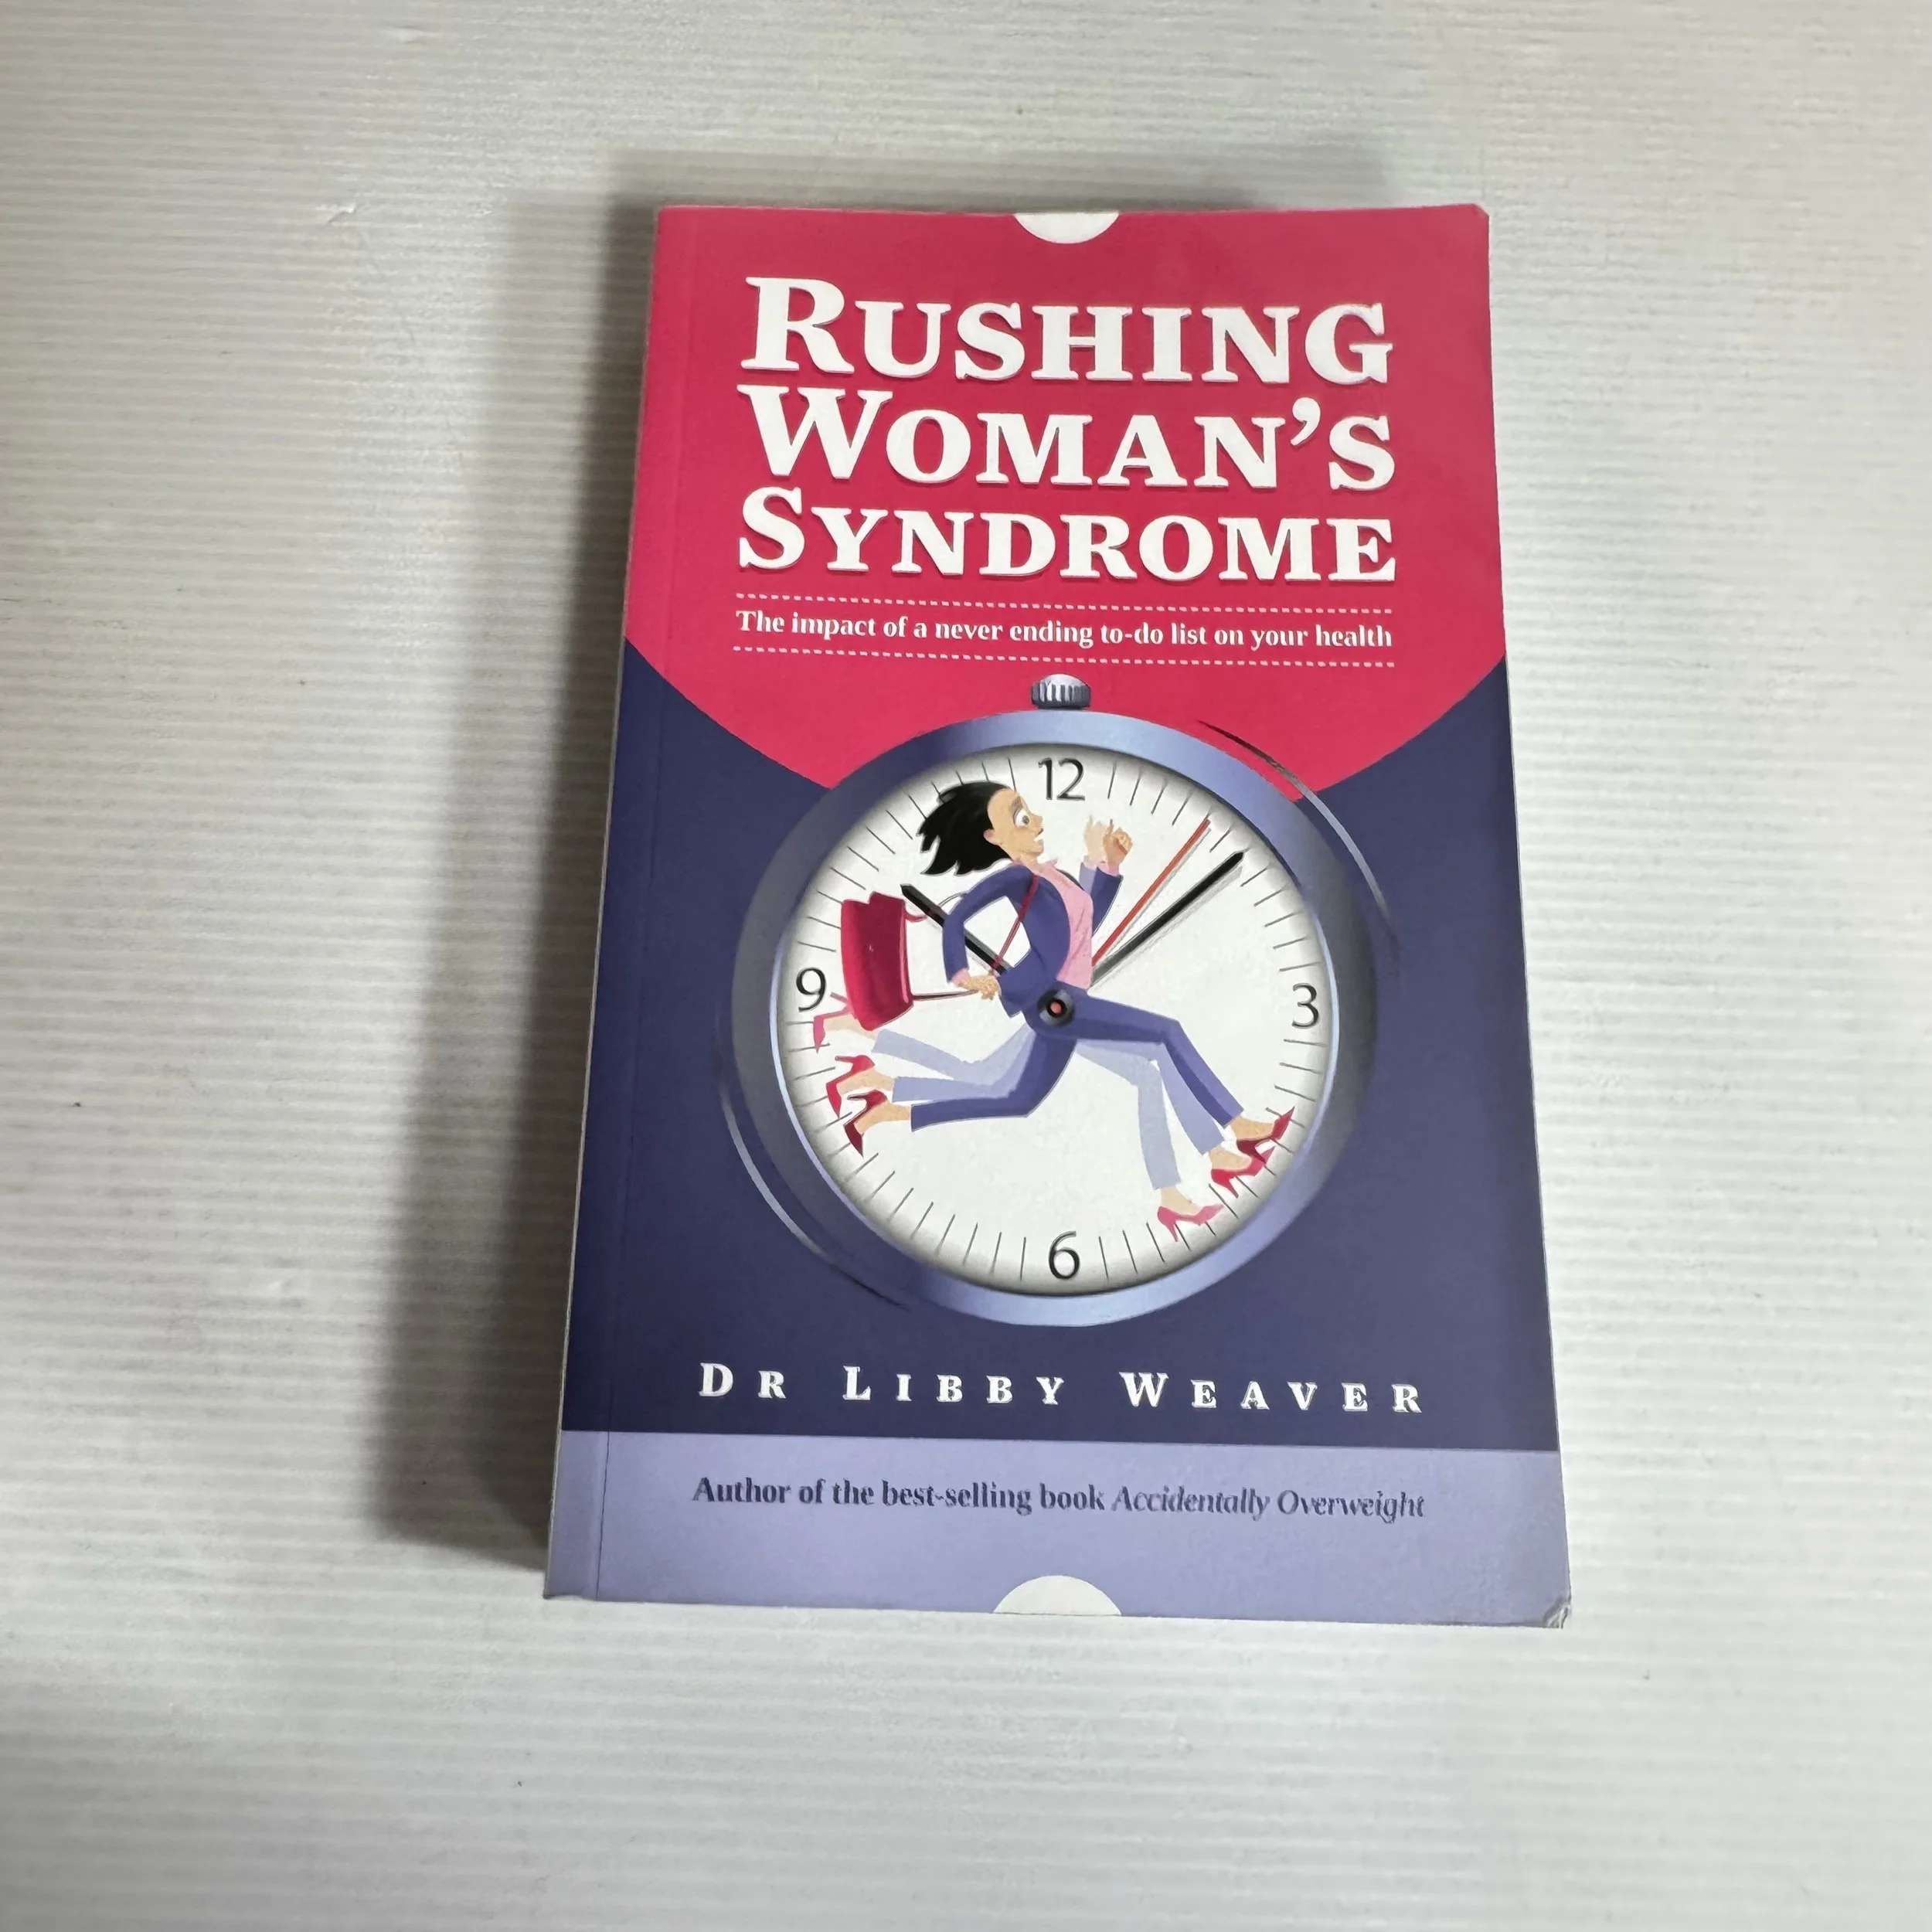 RUSHING
WOMAN'S
SYNDROME
The impact of a never ending to-do list on your health
12
9
3
6
DR LIBBY WEAVER
Author of the best-selling book Accidentally Overweight